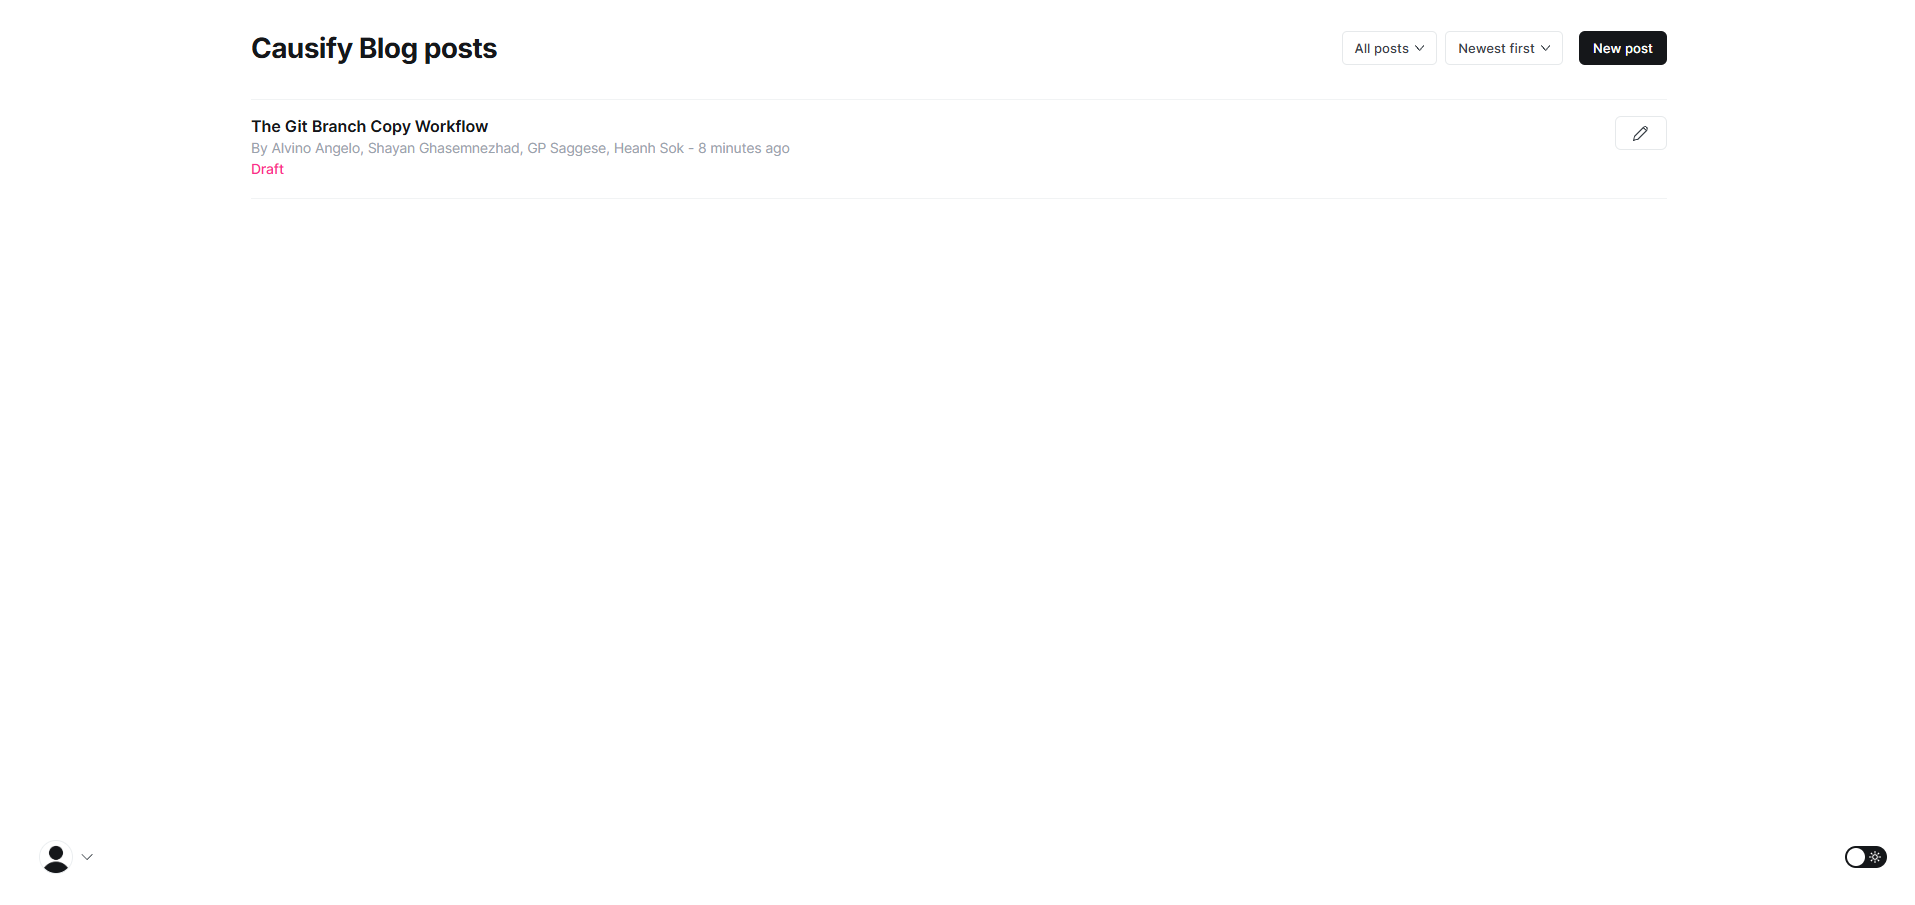 Causify Blog posts
All posts
Newest first
New post
The Git Branch Copy Workflow
By Alvino Angelo, Shayan Ghasemnezhad, GP Saggese, Heanh Sok - 8 minutes ago
Draft